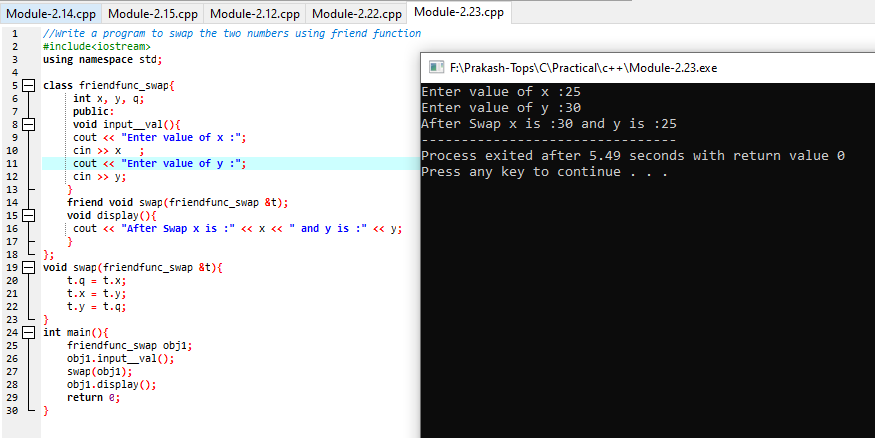 Module-2.14.cpp Module-2.15.cpp Module-2.12.cpp Module-2.22.cpp Module-2.23.cpp
1 //Write a program to swap the two numbers using friend function
2 #include<iostream>
3 using namespace std;
4
5 class friendfunc_swap{
6 int x, y, q;
7 public:
8 void input__val(){
9 cout << "Enter value of x :";
10 cin >> x ;
11 cout << "Enter value of y :";
12 cin >> y;
13 }
14 friend void swap(friendfunc_swap &t);
15 void display(){
16 cout << "After Swap x is :" << x << " and y is :" << y;
17 }
18 };
19 void swap(friendfunc_swap &t){
20 t.q = t.x;
21 t.x = t.y;
22 t.y = t.q;
23 }
24 int main(){
25 friendfunc_swap obj1;
26 obj1.input__val();
27 swap(obj1);
28 obj1.display();
29 return 0;
30 }
F:\Prakash-Tops\C\Practical\c++\Module-2.23.exe
Enter value of x :25
Enter value of y :30
After Swap x is :30 and y is :25
--------------------------------
Process exited after 5.49 seconds with return value 0
Press any key to continue . . .